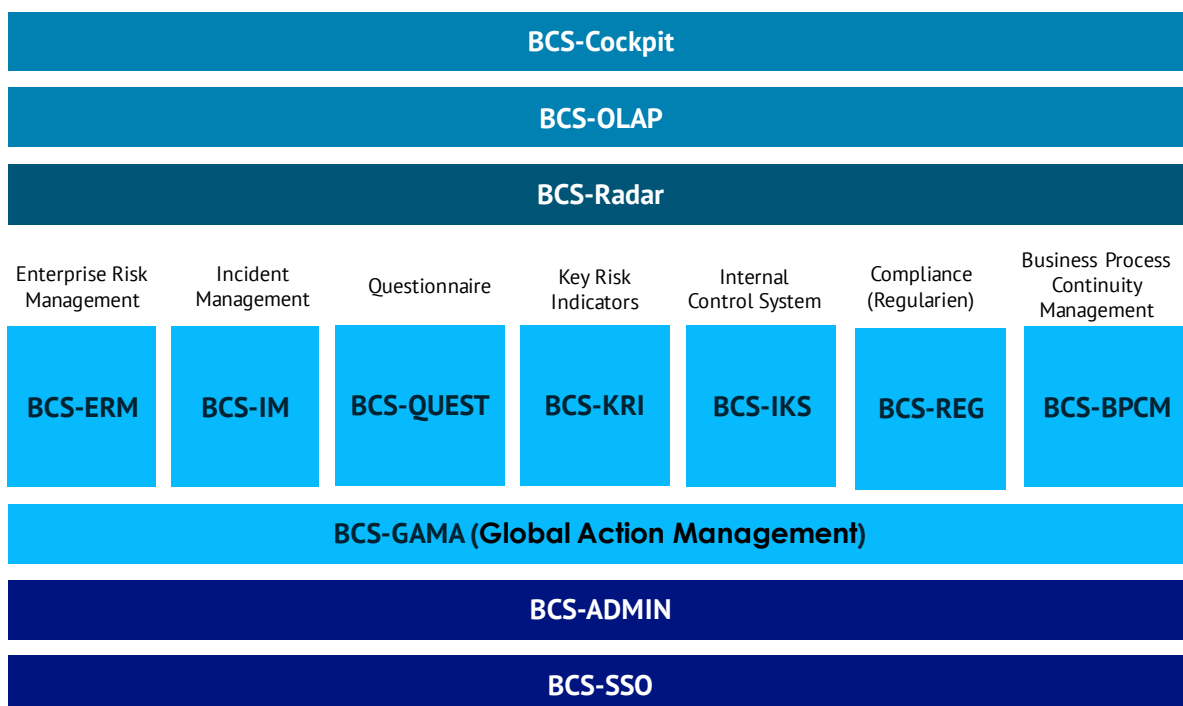 BCS-Cockpit
BCS-OLAP
BCS-Radar
Enterprise Risk
Management
Incident
Management
Questionnaire
Key Risk
Indicators
Internal
Control System
Compliance
(Regularien)
Business Process
Continuity
Management
BCS-ERM
BCS-IM
BCS-QUEST
BCS-KRI
BCS-IKS
BCS-REG
BCS-BPCM
BCS-GAMA (Global Action Management)
BCS-ADMIN
BCS-SSO